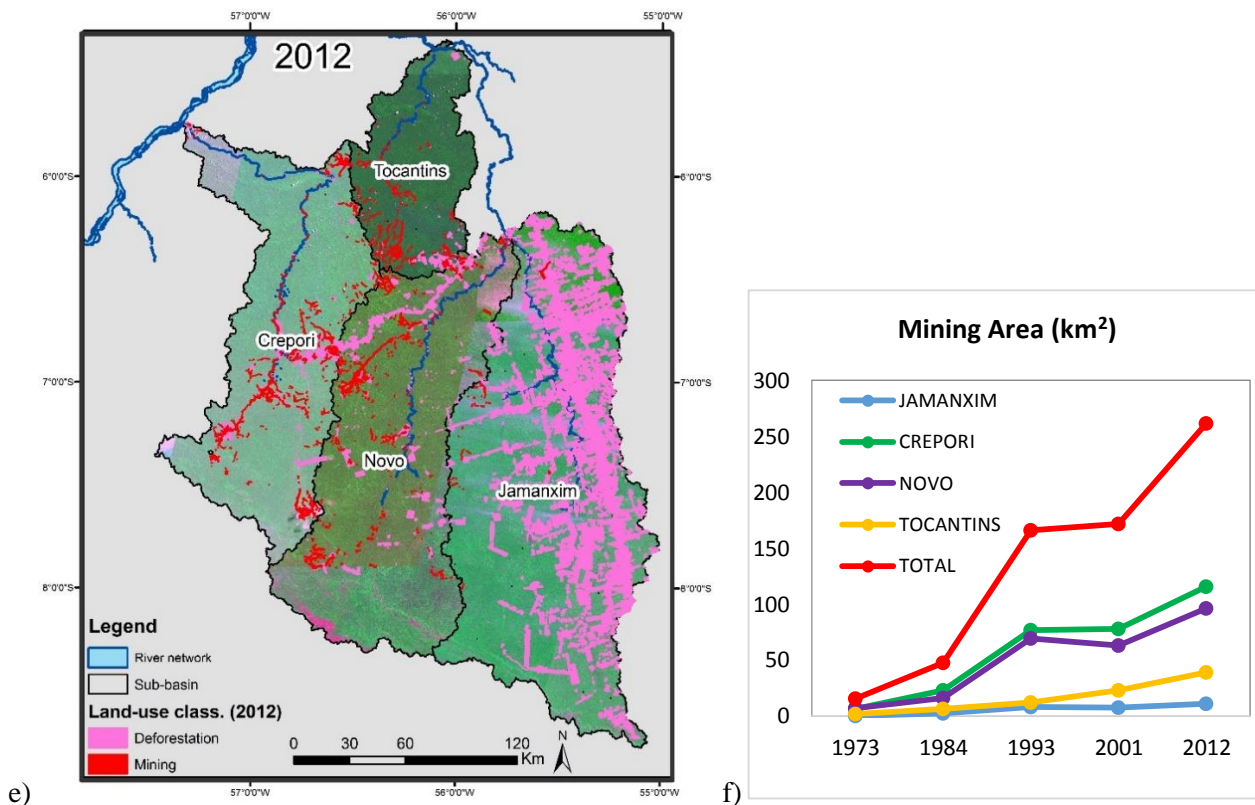 57°0'0"W 56°0'0"W 55°0'0"W
2012
6°0'0"S
6°0'0"S
Tocantins
Crepori
7°0'0"S
7°0'0"S
Novo
Jamanxim
8°0'0"S
8°0'0"S
Legend
River network
Sub-basin
Land-use class. (2012)
Deforestation
Mining
0 30 60 120
Km
N
57°0'0"W 56°0'0"W 55°0'0"W
e)
Mining Area (km²)
300
250
200
150
100
50
0
JAMANXIM
CREPORI
NOVO
TOCANTINS
TOTAL
1973 1984 1993 2001 2012
f)